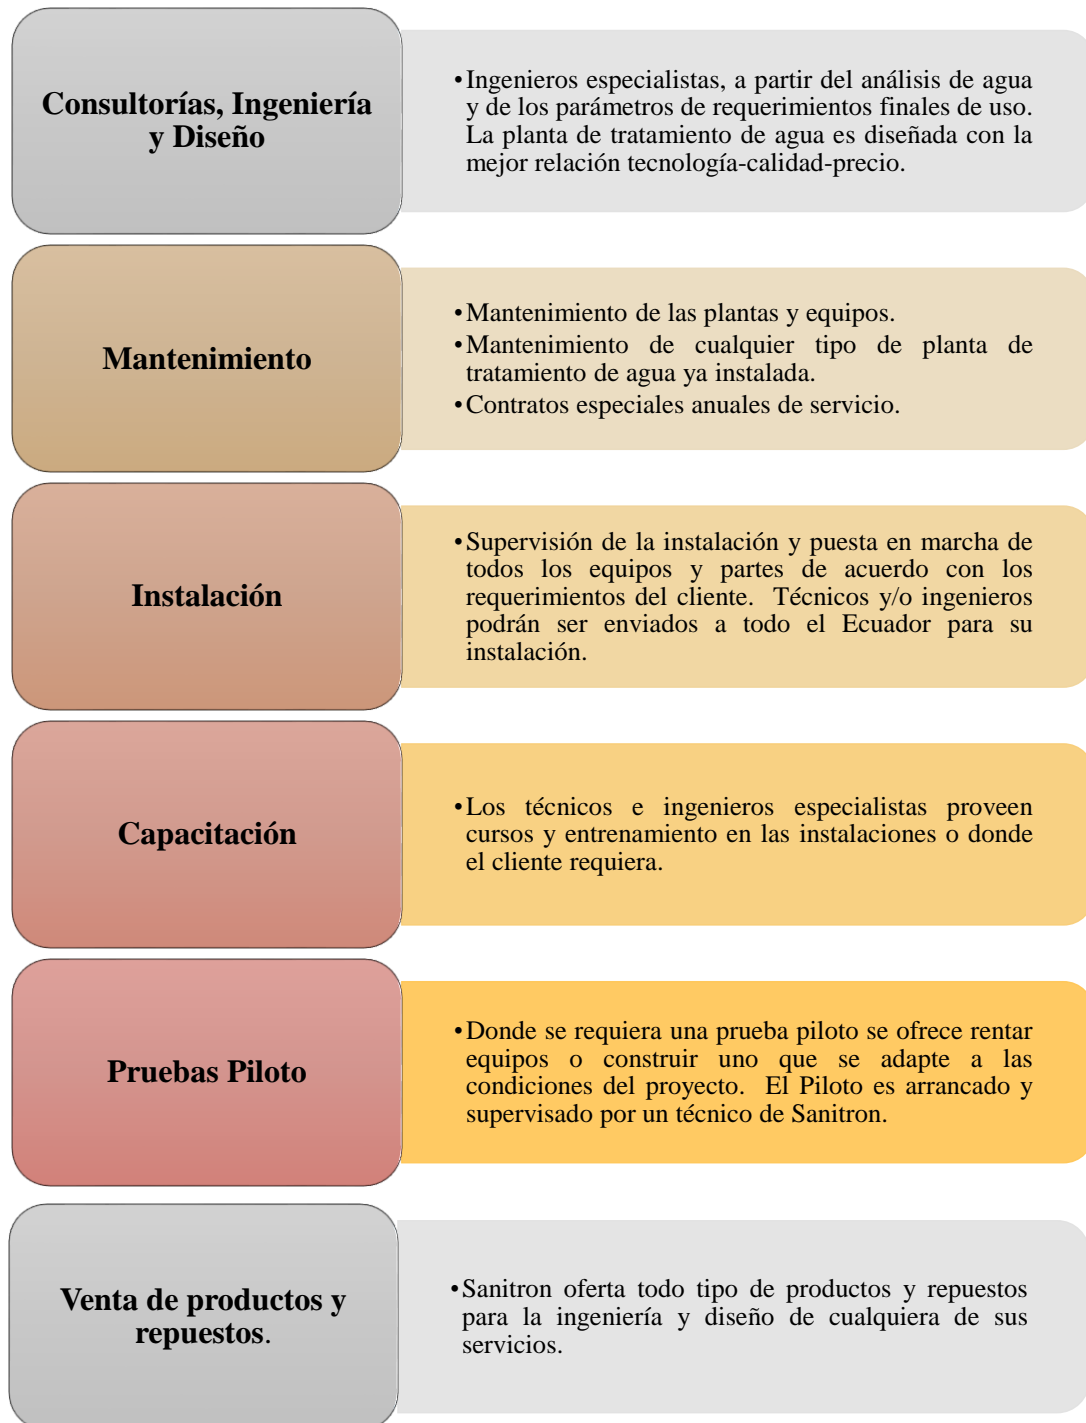 Consultorías, Ingeniería
y Diseño
•Ingenieros especialistas, a partir del análisis de agua
y de los parámetros de requerimientos finales de uso.
La planta de tratamiento de agua es diseñada con la
mejor relación tecnología-calidad-precio.
Mantenimiento
•Mantenimiento de las plantas y equipos.
•Mantenimiento de cualquier tipo de planta de
tratamiento de agua ya instalada.
•Contratos especiales anuales de servicio.
Instalación
•Supervisión de la instalación y puesta en marcha de
todos los equipos y partes de acuerdo con los
requerimientos del cliente. Técnicos y/o ingenieros
podrán ser enviados a todo el Ecuador para su
instalación.
Capacitación
•Los técnicos e ingenieros especialistas proveen
cursos y entrenamiento en las instalaciones o donde
el cliente requiera.
Pruebas Piloto
•Donde se requiera una prueba piloto se ofrece rentar
equipos o construir uno que se adapte a las
condiciones del proyecto. El Piloto es arrancado y
supervisado por un técnico de Sanitron.
Venta de productos y
repuestos.
•Sanitron oferta todo tipo de productos y repuestos
para la ingeniería y diseño de cualquiera de sus
servicios.